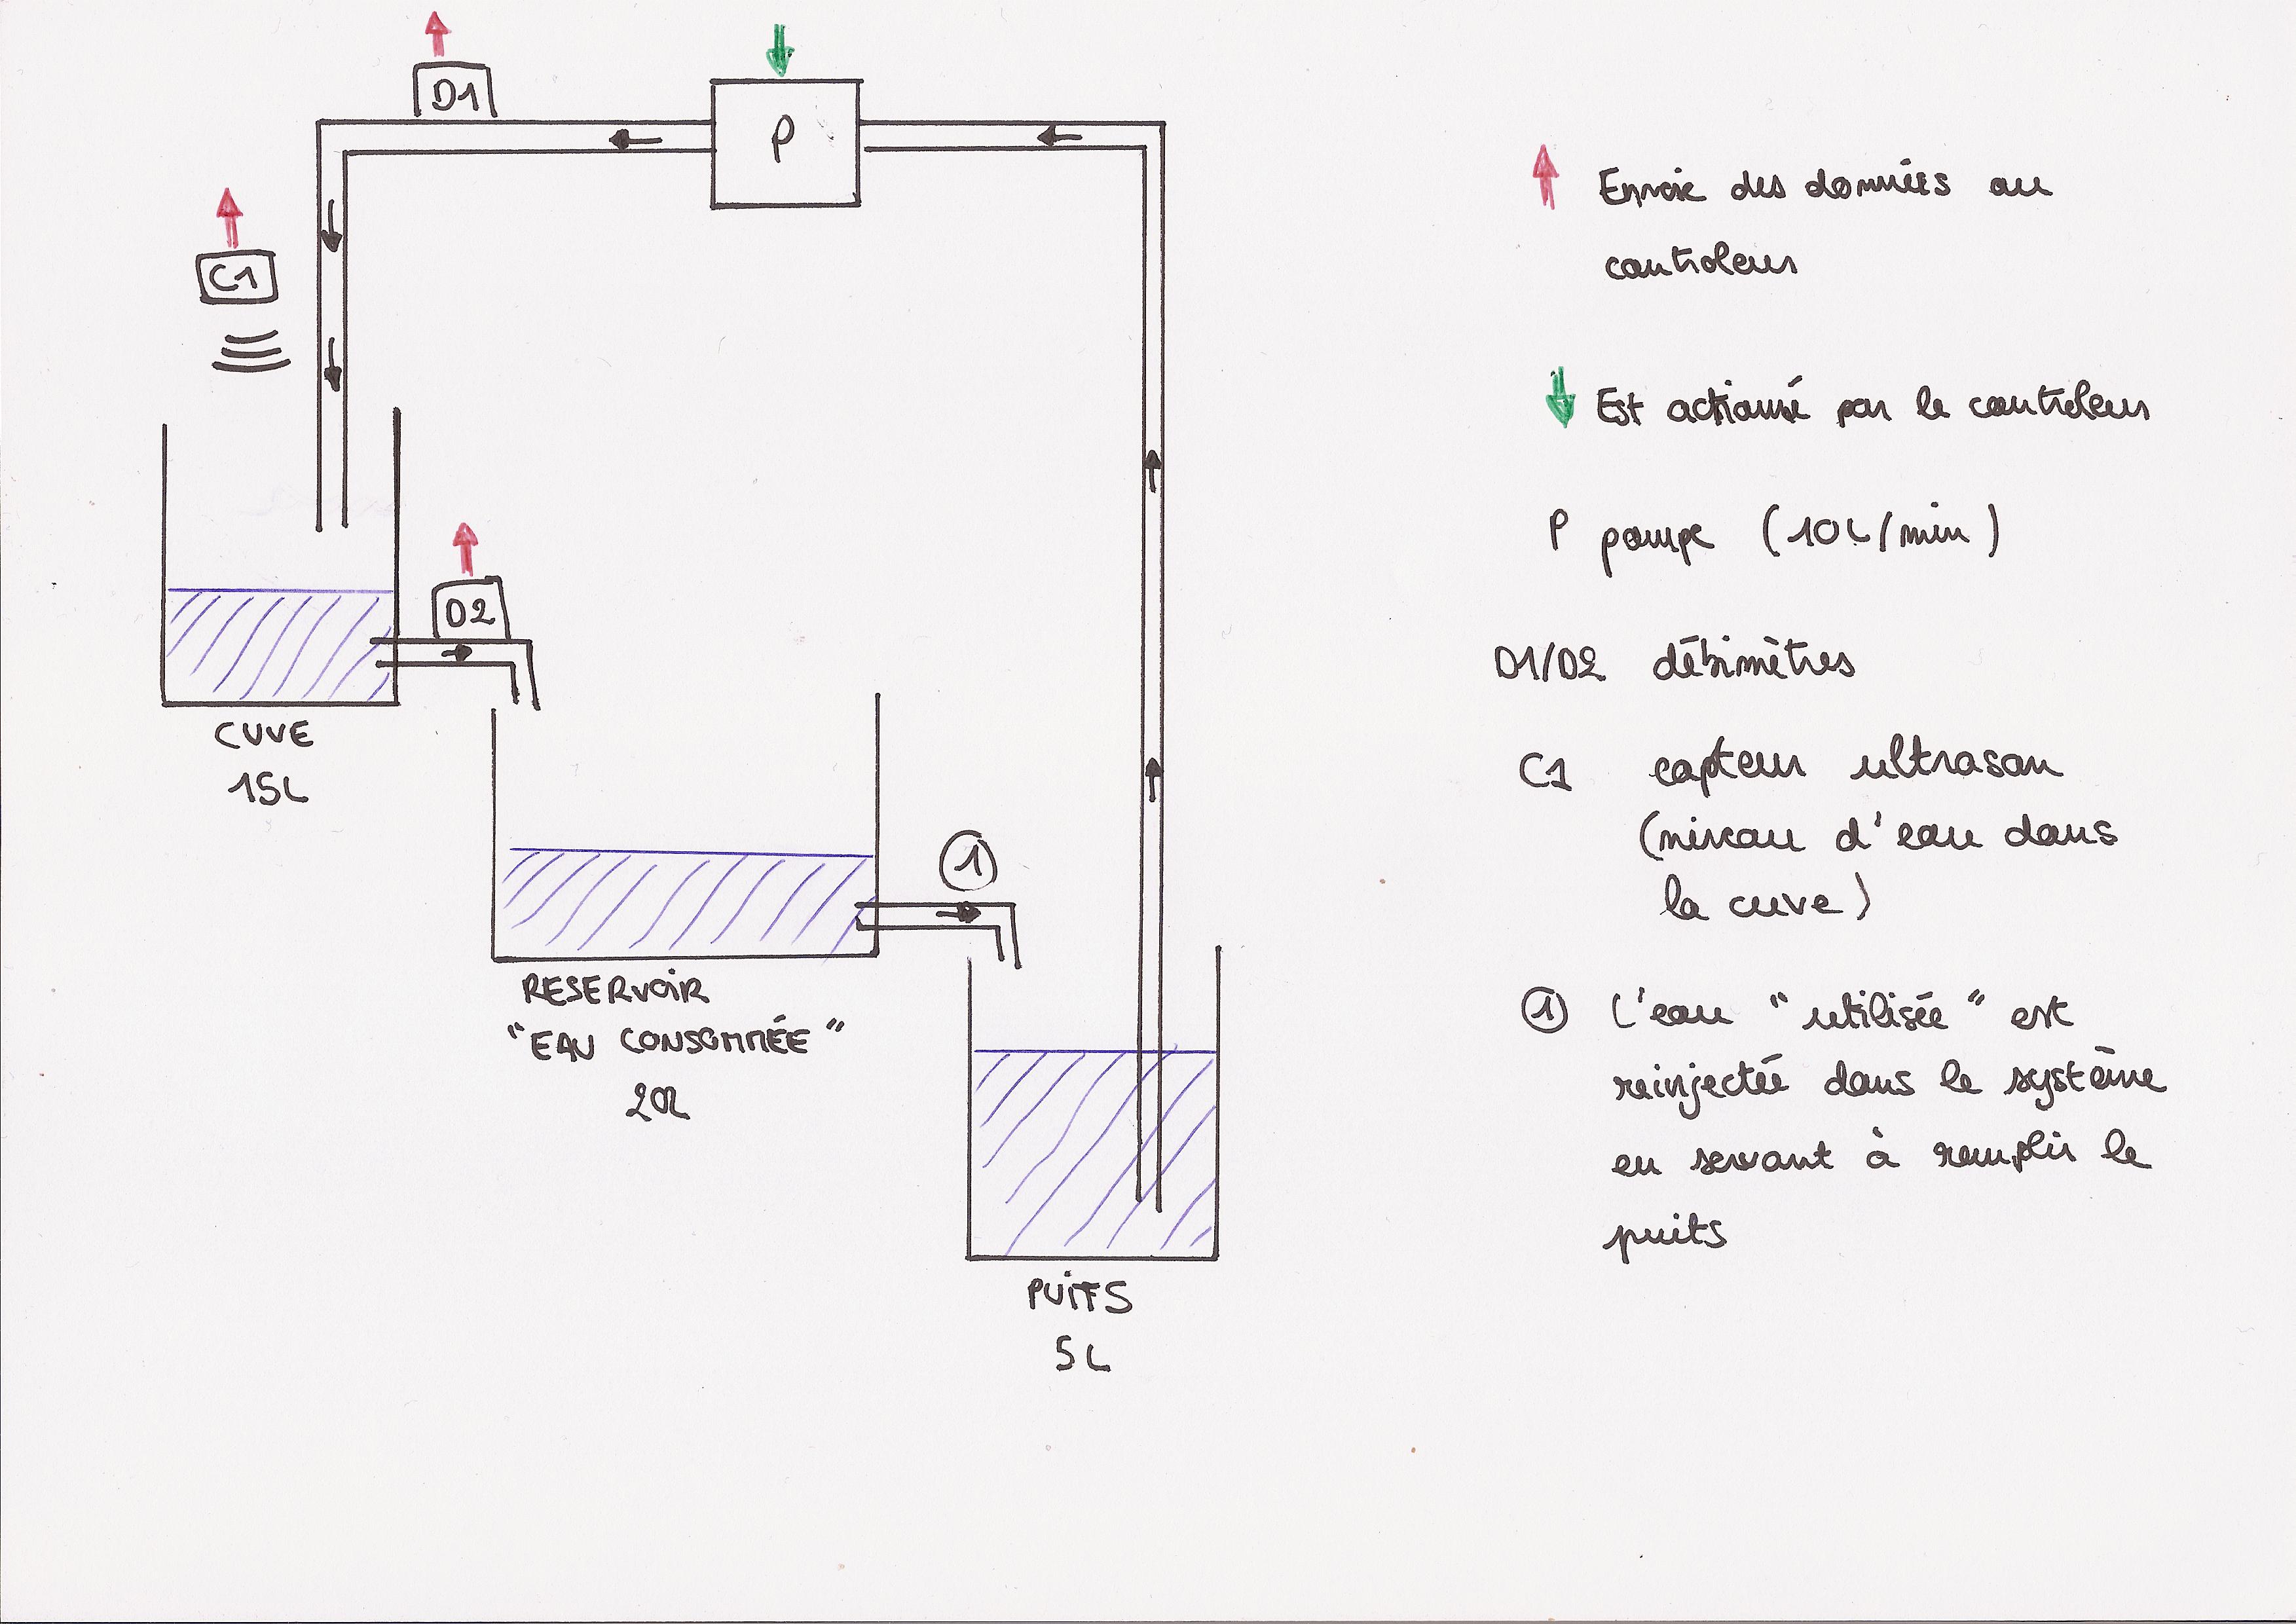 D1
P
C1
D2
CUVE
15L
1
RESERVOIR
"EAU CONSOMMÉE"
20L
PUITS
5L
Envoie des données au
controleur
Est actionné par le controleur
P pompe (10L/min)
D1/D2 débimètres
C1 capteur ultrason
(niveau d'eau dans
la cuve)
1 L'eau "utilisée" est
reinjectée dans le système
en servant à remplir le
puits